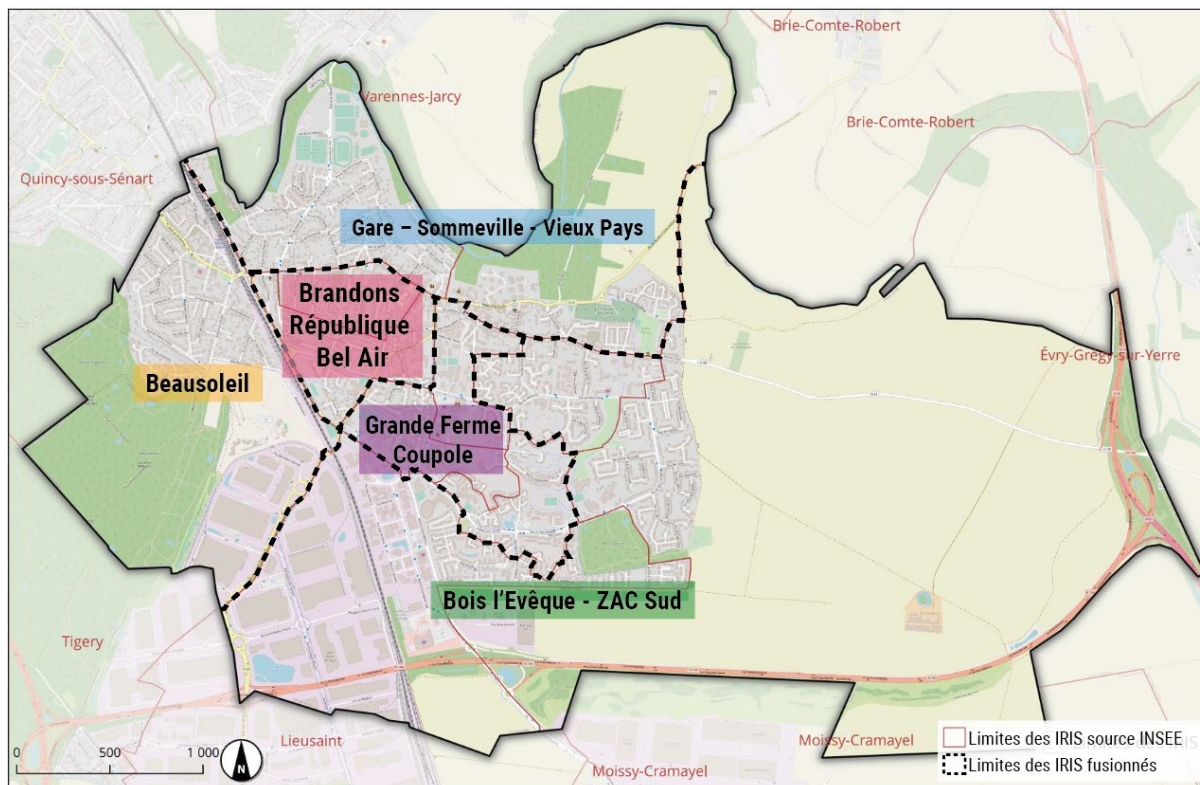 Brie-Comte-Robert
Varennes-Jarcy
Brie-Comte-Robert
Quincy-sous-Sénart
Gare – Sommeville - Vieux Pays
Brandons
République
Bel Air
Évry-Grégy-sur-Yerre
Beausoleil
Grande Ferme
Coupole
Bois l'Evêque - ZAC Sud
Tigery
Lieusaint
Moissy-Cramayel
Moissy-Cramayel
0 500 1 000
N
Limites des IRIS source INSEE
Limites des IRIS fusionnés